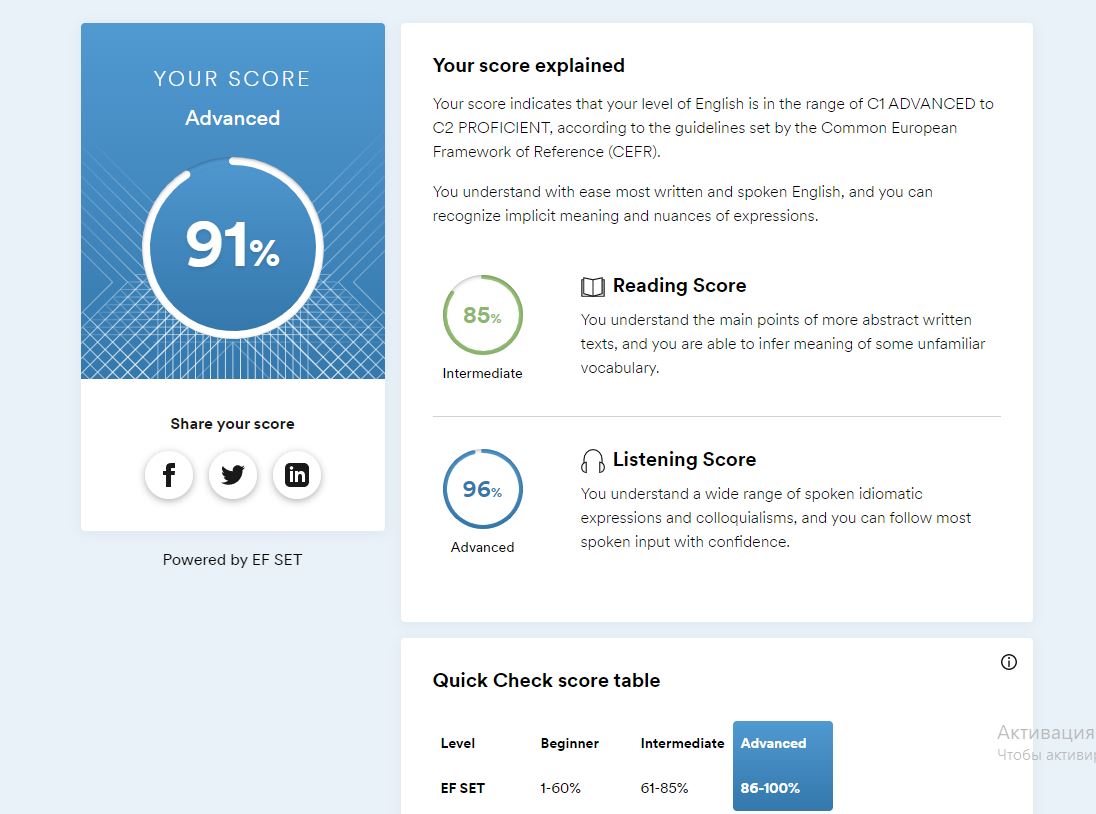 YOUR SCORE
Advanced
91%
Share your score
Powered by EF SET
Your score explained
Your score indicates that your level of English is in the range of C1 ADVANCED to
C2 PROFICIENT, according to the guidelines set by the Common European
Framework of Reference (CEFR).
You understand with ease most written and spoken English, and you can
recognize implicit meaning and nuances of expressions.
85%
Intermediate
Reading Score
You understand the main points of more abstract written
texts, and you are able to infer meaning of some unfamiliar
vocabulary.
96%
Advanced
Listening Score
You understand a wide range of spoken idiomatic
expressions and colloquialisms, and you can follow most
spoken input with confidence.
Quick Check score table
Level Beginner Intermediate Advanced
EF SET 1-60% 61-85% 86-100%
Активация
Чтобы активир